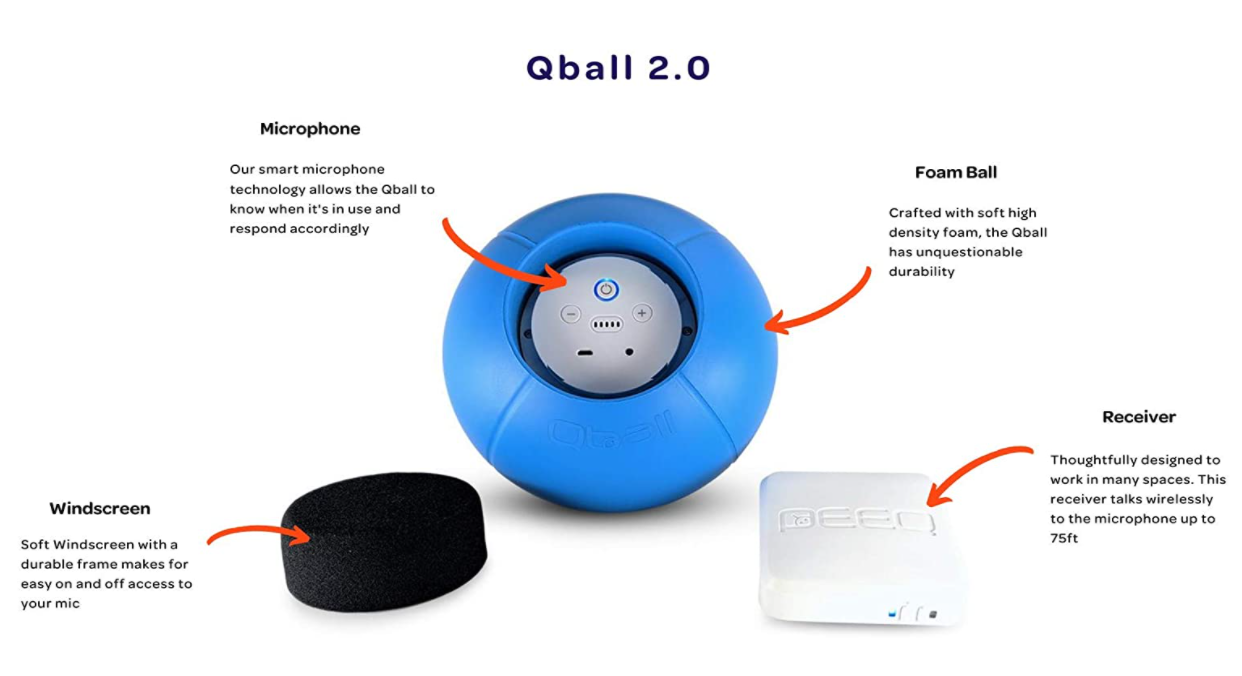 Qball 2.0
Microphone
Our smart microphone
technology allows the Qball to
know when it's in use and
respond accordingly
Foam Ball
Crafted with soft high
density foam, the Qball
has unquestionable
durability
Qball
Receiver
Thoughtfully designed to
work in many spaces. This
receiver talks wirelessly
to the microphone up to
75ft
PEEQ
Windscreen
Soft Windscreen with a
durable frame makes for
easy on and off access to
your mic